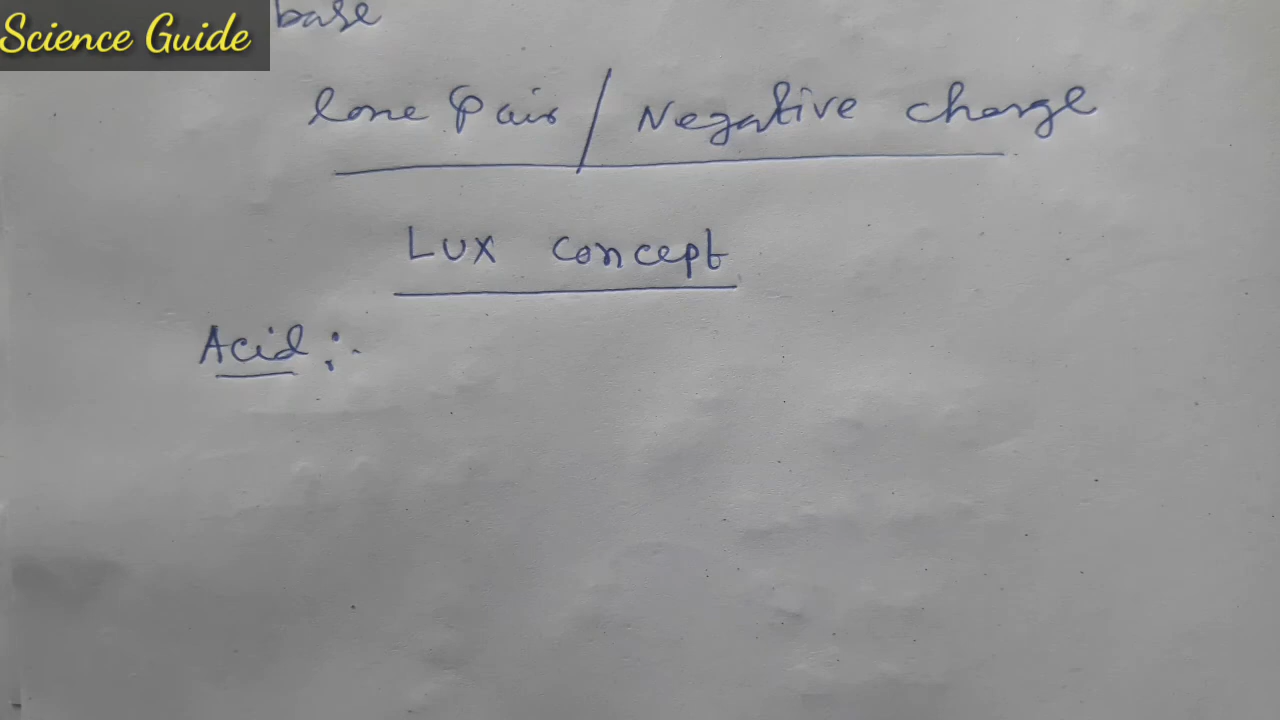 Science Guide
base
lone Pair / Negative charge
Lux concept
Acid :-